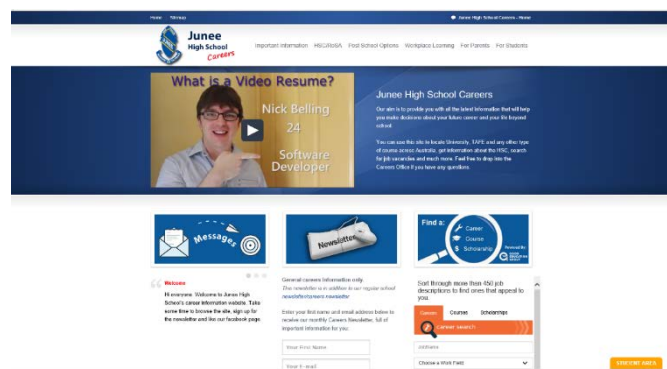 Home Sitemap
Junee High School Careers - Home
Junee
High School
Careers
Important Information HSC/RoSA Post School Options Workplace Learning For Parents For Students
What is a Video Resume?
Nick Belling
24
Software
Developer
Junee High School Careers
Our aim is to provide you with all the latest information that will help
you make decisions about your future career and your life beyond
school
You can use this site to locate University, TAFE and any other type
of course across Australia, get information about the HSC, search
for job vacancies and much more. Feel free to drop into the
Careers Office if you have any questions
Messages
Newsletter
Find a:
Career
Course
$ Scholarship
Powered By
Welcome
Hi everyone. Welcome to Junee High
School's career information website. Take
some time to browse the site, sign up for
the newsletter and like our facebook page
General careers information only.
This newsletter is in addition to our regular school
newsletter/careers newsletter
Enter your first name and email address below to
receive our monthly Careers Newsletter, full of
important information for you:
Your First Name
Your E-mail
Sort through more then 450 job
descriptions to find ones that appeal to
you.
Career Courses Scholarships
Career Search
Choose a Work Field
STUDENT AREA